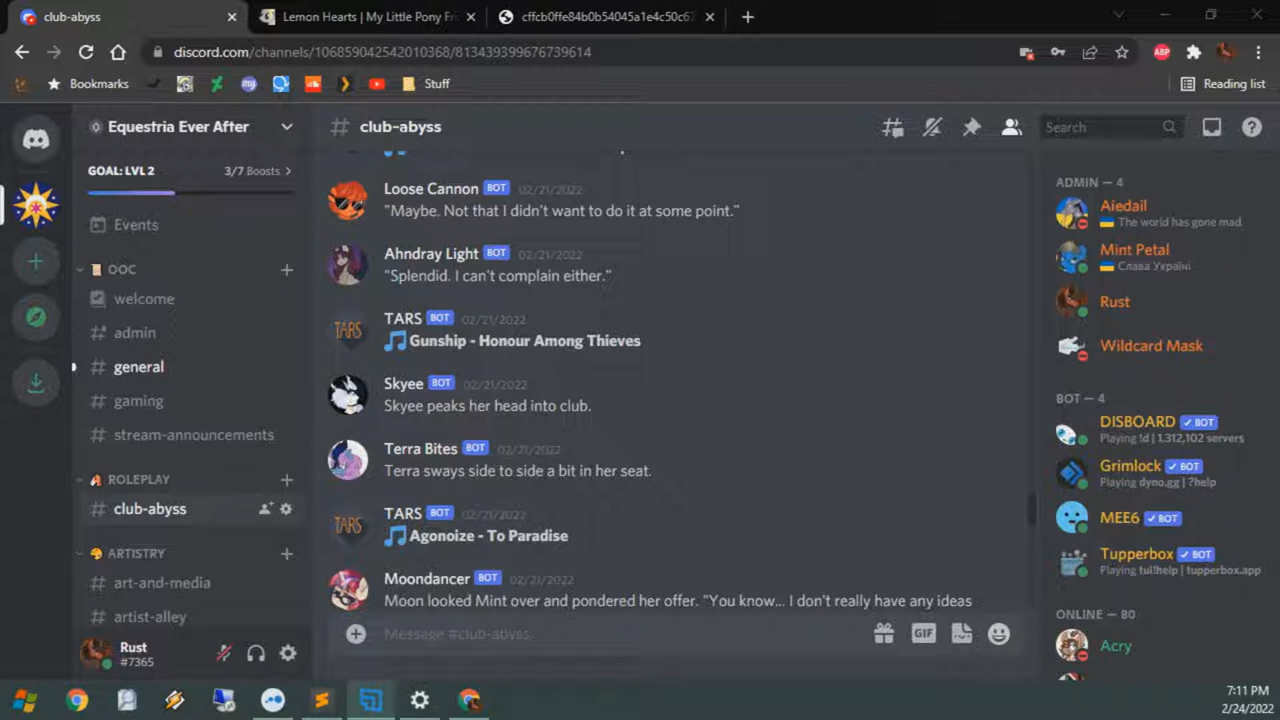 club-abyss
Lemon Hearts | My Little Pony Fri
cffcb0ffe84b0b54045a1e4c50c67
discord.com/channels/106859042542010368/813439399676739614
ABP
Bookmarks
my
Stuff
Reading list
Equestria Ever After
# club-abyss
Search
GOAL: LVL 2
3/7 Boosts >
Events
OOC
welcome
# admin
# general
# gaming
# stream-announcements
ROLEPLAY
# club-abyss
ARTISTRY
# art-and-media
# artist-alley
Rust
#7365
Loose Cannon BOT 02/21/2022
"Maybe. Not that I didn't want to do it at some point."
Ahndray Light BOT 02/21/2022
"Splendid. I can't complain either."
TARS
TARS BOT 02/21/2022
🎵Gunship - Honour Among Thieves
Skyee BOT 02/21/2022
Skyee peaks her head into club.
Terra Bites BOT 02/21/2022
Terra sways side to side a bit in her seat.
TARS
TARS BOT 02/21/2022
🎵Agonoize - To Paradise
Moondancer BOT 02/21/2022
Moon looked Mint over and pondered her offer. "You know... I don't really have any ideas
Message #club-abyss
GIF
ADMIN — 4
Aiedail
🇺🇦 The world has gone mad.
Mint Petal
🇺🇦 Слава Україні
Rust
Wildcard Mask
BOT — 4
DISBOARD ✓ BOT
Playing !d | 1,312,102 servers
Grimlock ✓ BOT
Playing dyno.gg | ?help
MEE6 ✓ BOT
Tupperbox ✓ BOT
Playing tul!help | tupperbox.app
ONLINE — 80
Acry
7:11 PM
2/24/2022